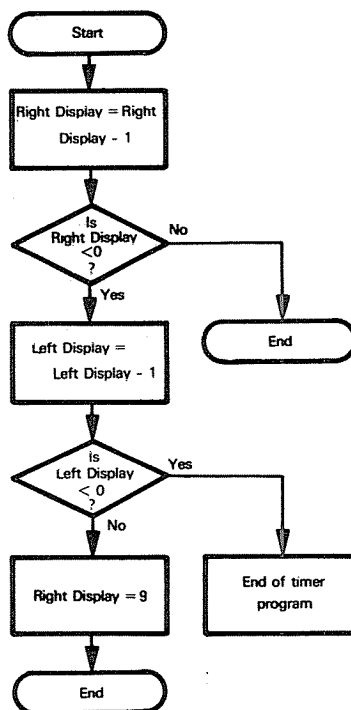 Start
Right Display = Right
Display - 1
Is
Right Display
<0
?
No
Yes
End
Left Display =
Left Display - 1
is
Left Display
< 0
?
Yes
No
Right Display = 9
End of timer
program
End